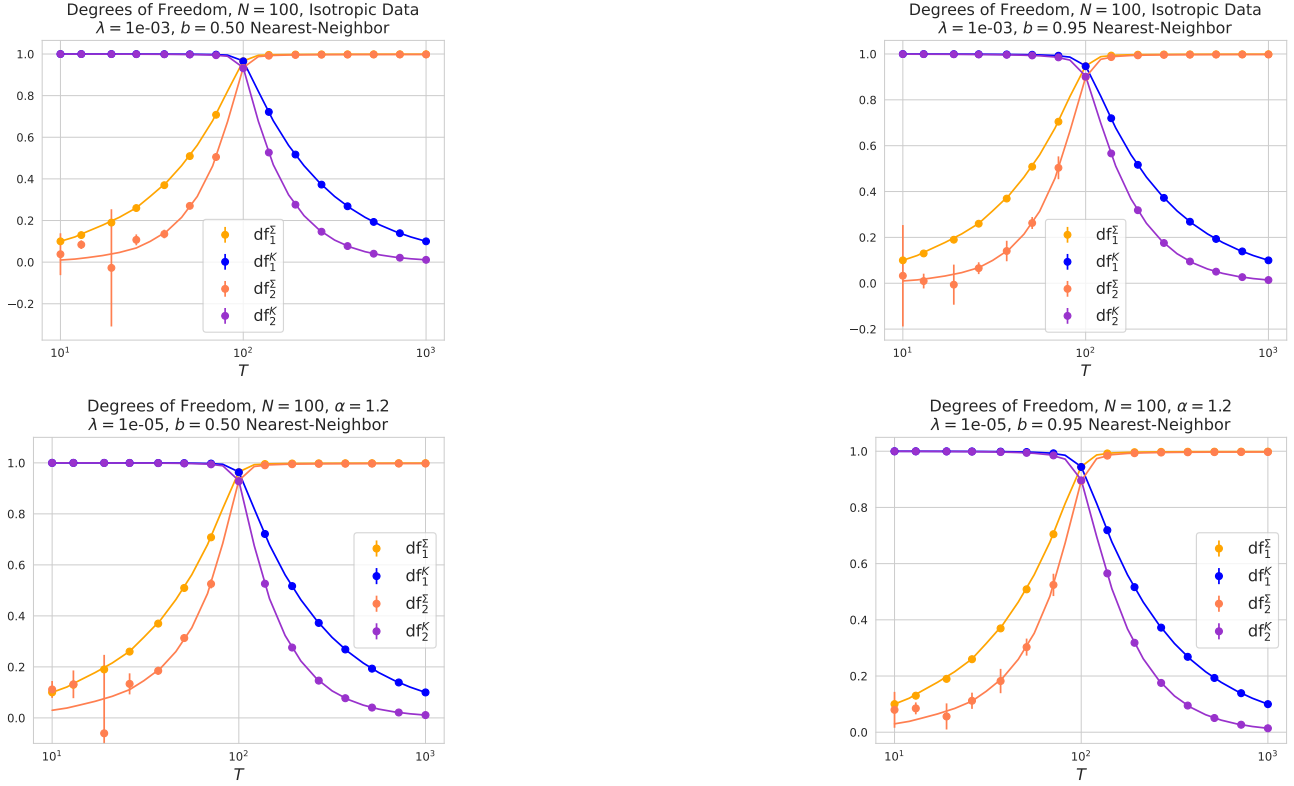 Degrees of Freedom, N = 100, Isotropic Data
λ = 1e-03, b = 0.50 Nearest-Neighbor
1.0
0.8
0.6
0.4
0.2
0.0
−0.2
df₁^Σ
df₁^K
df₂^Σ
df₂^K
10¹
10²
10³
T
Degrees of Freedom, N = 100, Isotropic Data
λ = 1e-03, b = 0.95 Nearest-Neighbor
1.0
0.8
0.6
0.4
0.2
0.0
−0.2
df₁^Σ
df₁^K
df₂^Σ
df₂^K
10¹
10²
10³
T
Degrees of Freedom, N = 100, α = 1.2
λ = 1e-05, b = 0.50 Nearest-Neighbor
1.0
0.8
0.6
0.4
0.2
0.0
df₁^Σ
df₁^K
df₂^Σ
df₂^K
10¹
10²
10³
T
Degrees of Freedom, N = 100, α = 1.2
λ = 1e-05, b = 0.95 Nearest-Neighbor
1.0
0.8
0.6
0.4
0.2
0.0
df₁^Σ
df₁^K
df₂^Σ
df₂^K
10¹
10²
10³
T